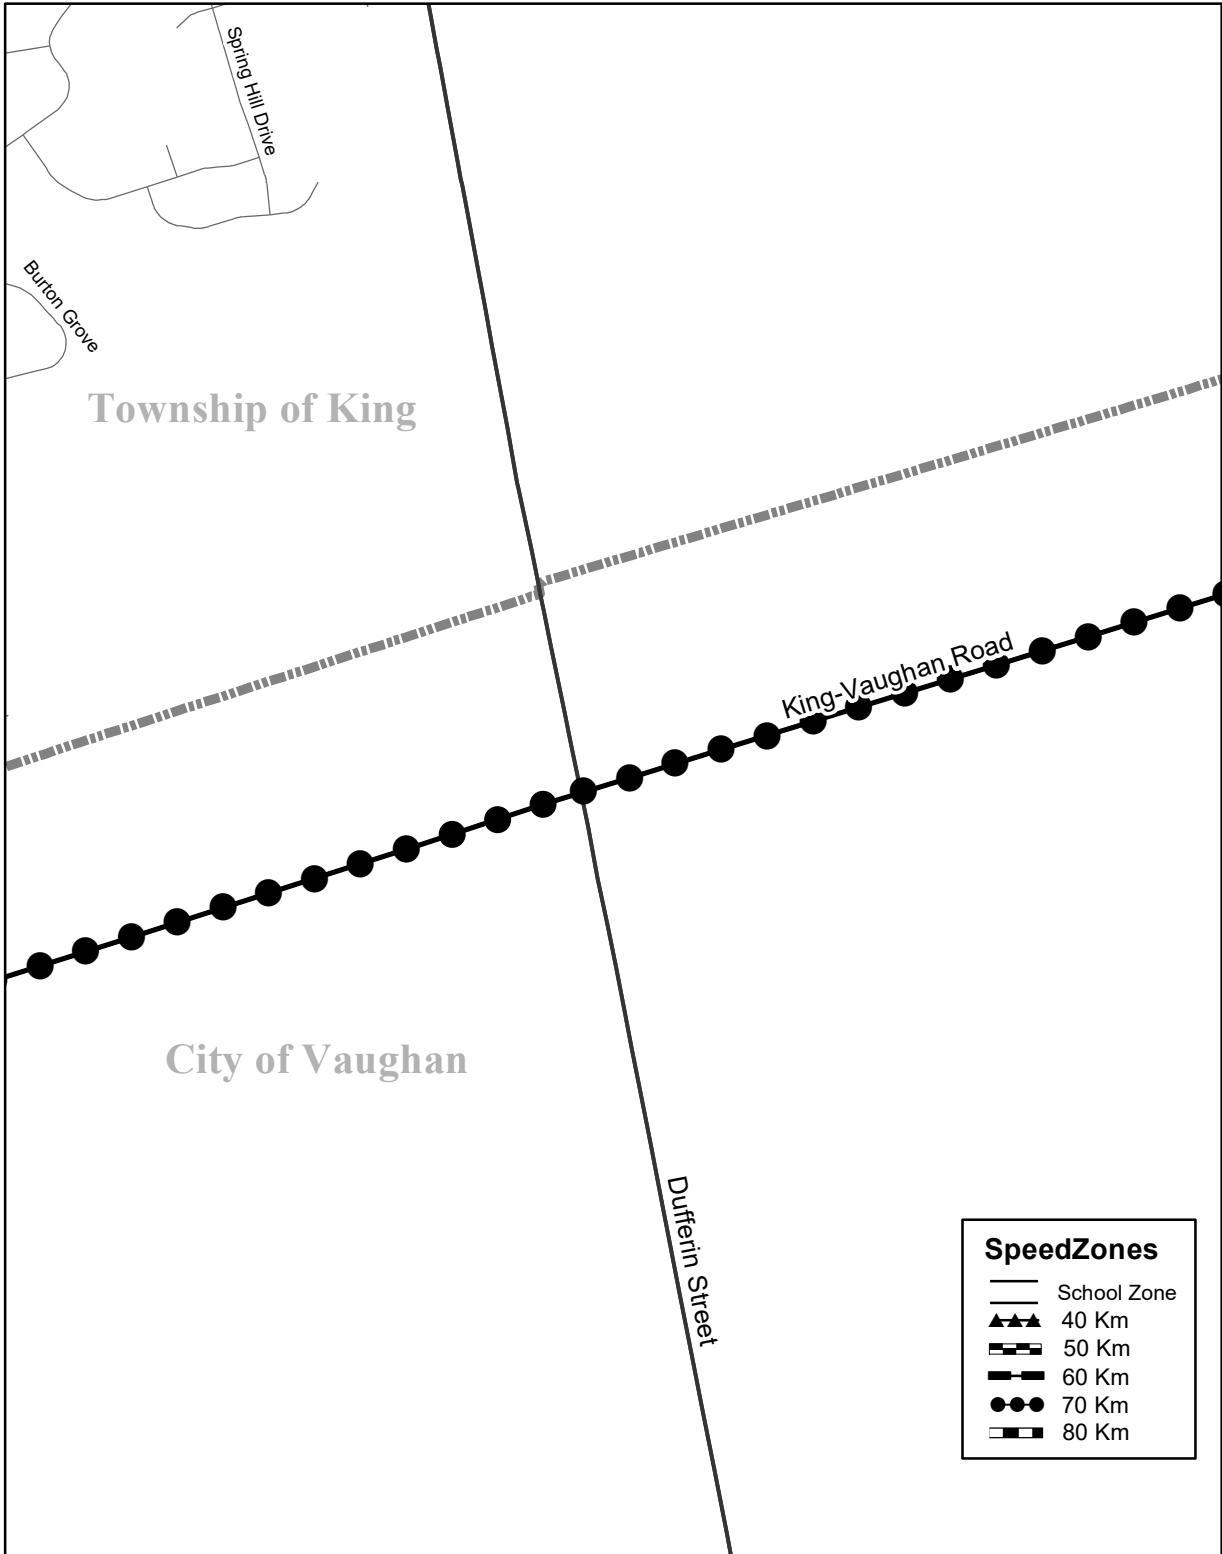 Spring Hill Drive
Burton Grove
Township of King
King-Vaughan Road
City of Vaughan
Dufferin Street
SpeedZones
School Zone
40 Km
50 Km
60 Km
70 Km
80 Km